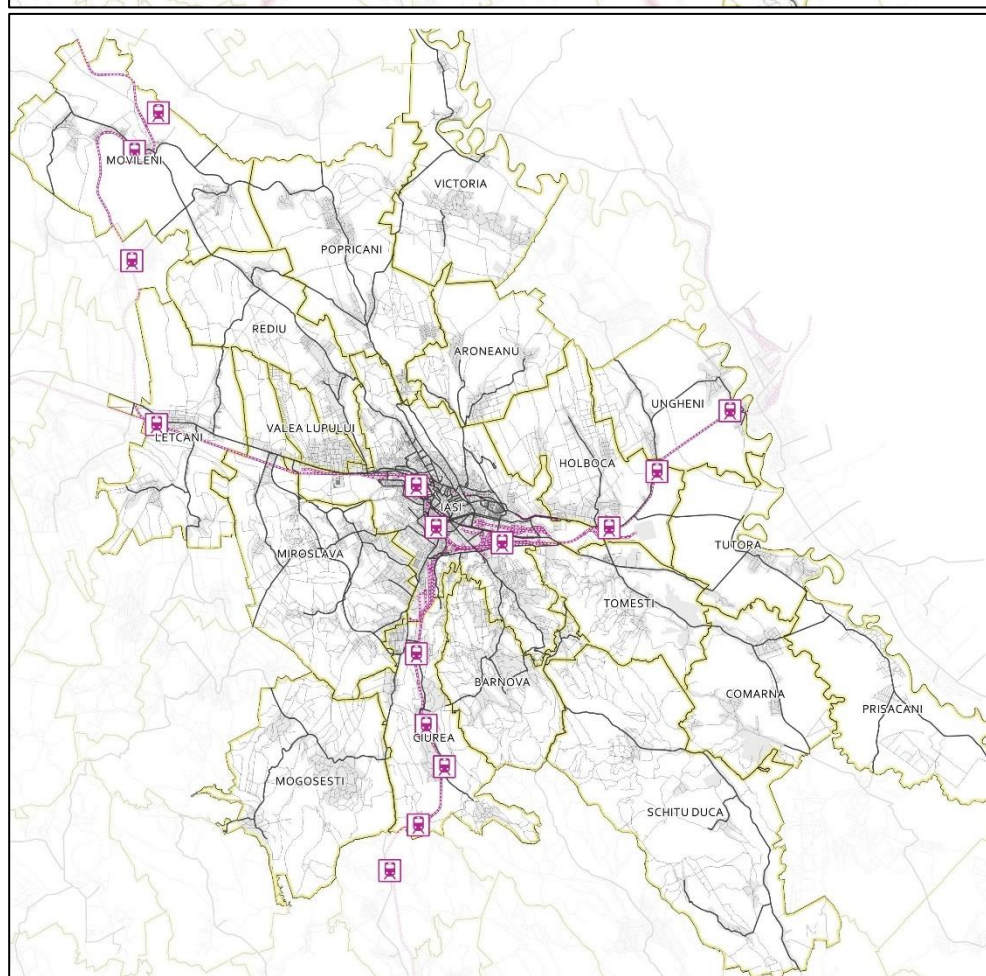 MOVILENI
VICTORIA
POPRICANI
REDIU
ARONEANU
UNGHENI
VALEA LUPULUI
LETCANI
HOLBOCA
IASI
TUTORA
MIROSLAVA
TOMESTI
BARNOVA
COMARNA
PRISACANI
CIUREA
MOGOSESTI
SCHITU DUCA